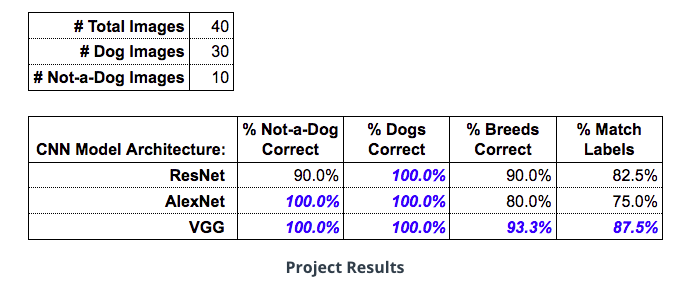 # Total Images 40
# Dog Images 30
# Not-a-Dog Images 10
CNN Model Architecture: % Not-a-Dog Correct % Dogs Correct % Breeds Correct % Match Labels
ResNet 90.0% 100.0% 90.0% 82.5%
AlexNet 100.0% 100.0% 80.0% 75.0%
VGG 100.0% 100.0% 93.3% 87.5%
Project Results